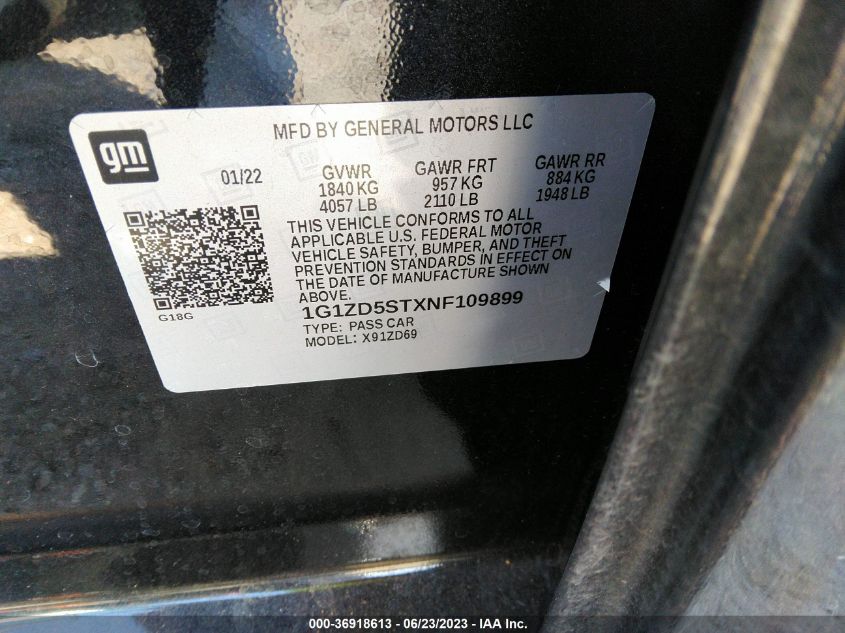 MFD BY GENERAL MOTORS LLC
gm
01/22
GVWR
1840 KG
4057 LB
GAWR FRT
957 KG
2110 LB
GAWR RR
884 KG
1948 LB
THIS VEHICLE CONFORMS TO ALL
APPLICABLE U.S. FEDERAL MOTOR
VEHICLE SAFETY, BUMPER, AND THEFT
PREVENTION STANDARDS IN EFFECT ON
THE DATE OF MANUFACTURE SHOWN
ABOVE.
G18G
1G1ZD5STXNF109899
TYPE: PASS CAR
MODEL: X91ZD69
000-36918613 - 06/23/2023 - IAA Inc.